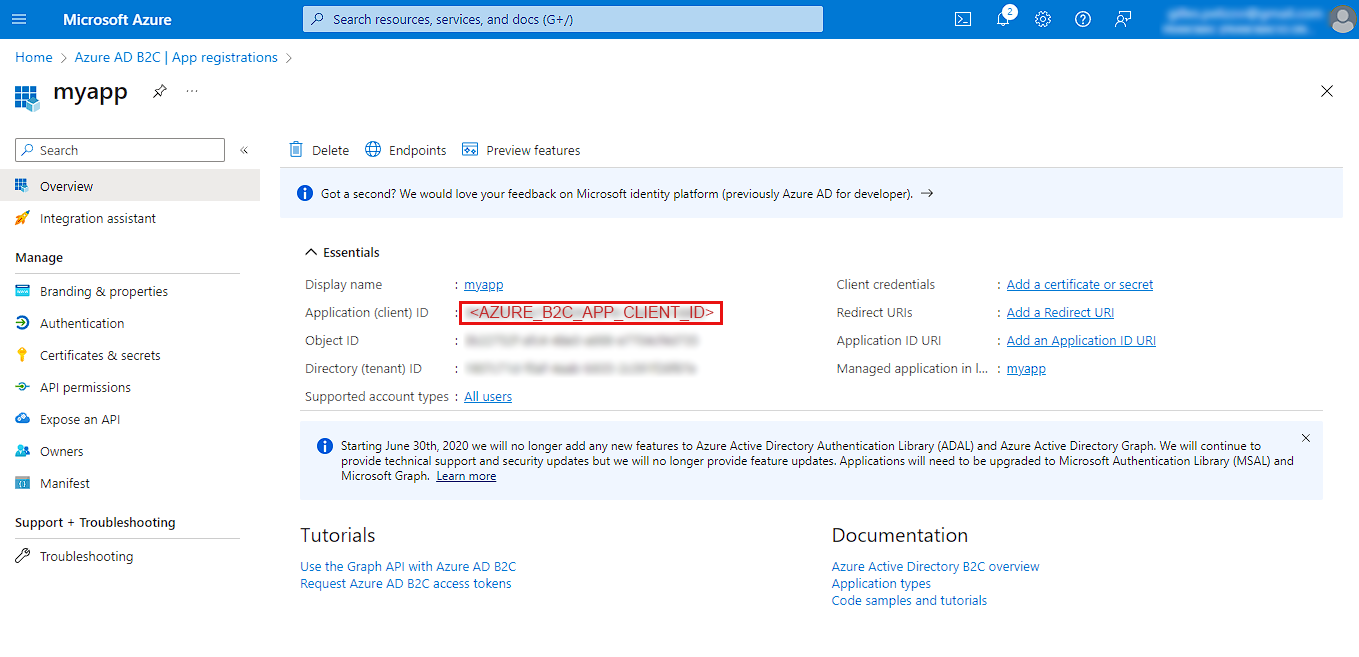 Microsoft Azure
Search resources, services, and docs (G+/)
2
Home > Azure AD B2C | App registrations >
myapp
...
Search
«
Overview
Integration assistant
Manage
Branding & properties
Authentication
Certificates & secrets
API permissions
Expose an API
Owners
Manifest
Support + Troubleshooting
Troubleshooting
Delete
Endpoints
Preview features
Got a second? We would love your feedback on Microsoft identity platform (previously Azure AD for developer). →
Essentials
Display name : myapp
Application (client) ID : <AZURE_B2C_APP_CLIENT_ID>
Object ID :
Directory (tenant) ID :
Supported account types : All users
Client credentials : Add a certificate or secret
Redirect URIs : Add a Redirect URI
Application ID URI : Add an Application ID URI
Managed application in l... : myapp
Starting June 30th, 2020 we will no longer add any new features to Azure Active Directory Authentication Library (ADAL) and Azure Active Directory Graph. We will continue to
provide technical support and security updates but we will no longer provide feature updates. Applications will need to be upgraded to Microsoft Authentication Library (MSAL) and
Microsoft Graph. Learn more
Tutorials
Use the Graph API with Azure AD B2C
Request Azure AD B2C access tokens
Documentation
Azure Active Directory B2C overview
Application types
Code samples and tutorials